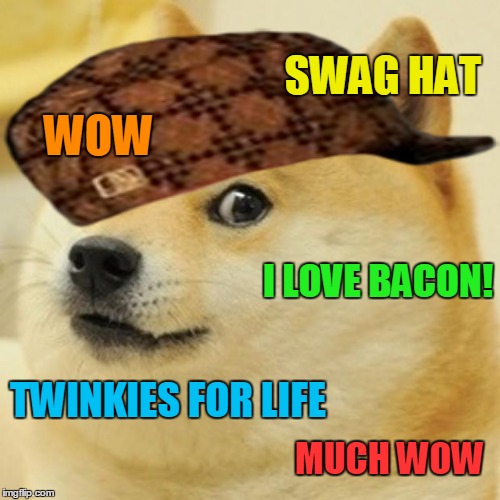 SWAG HAT
WOW
I LOVE BACON!
TWINKIES FOR LIFE
MUCH WOW
imgflip.com